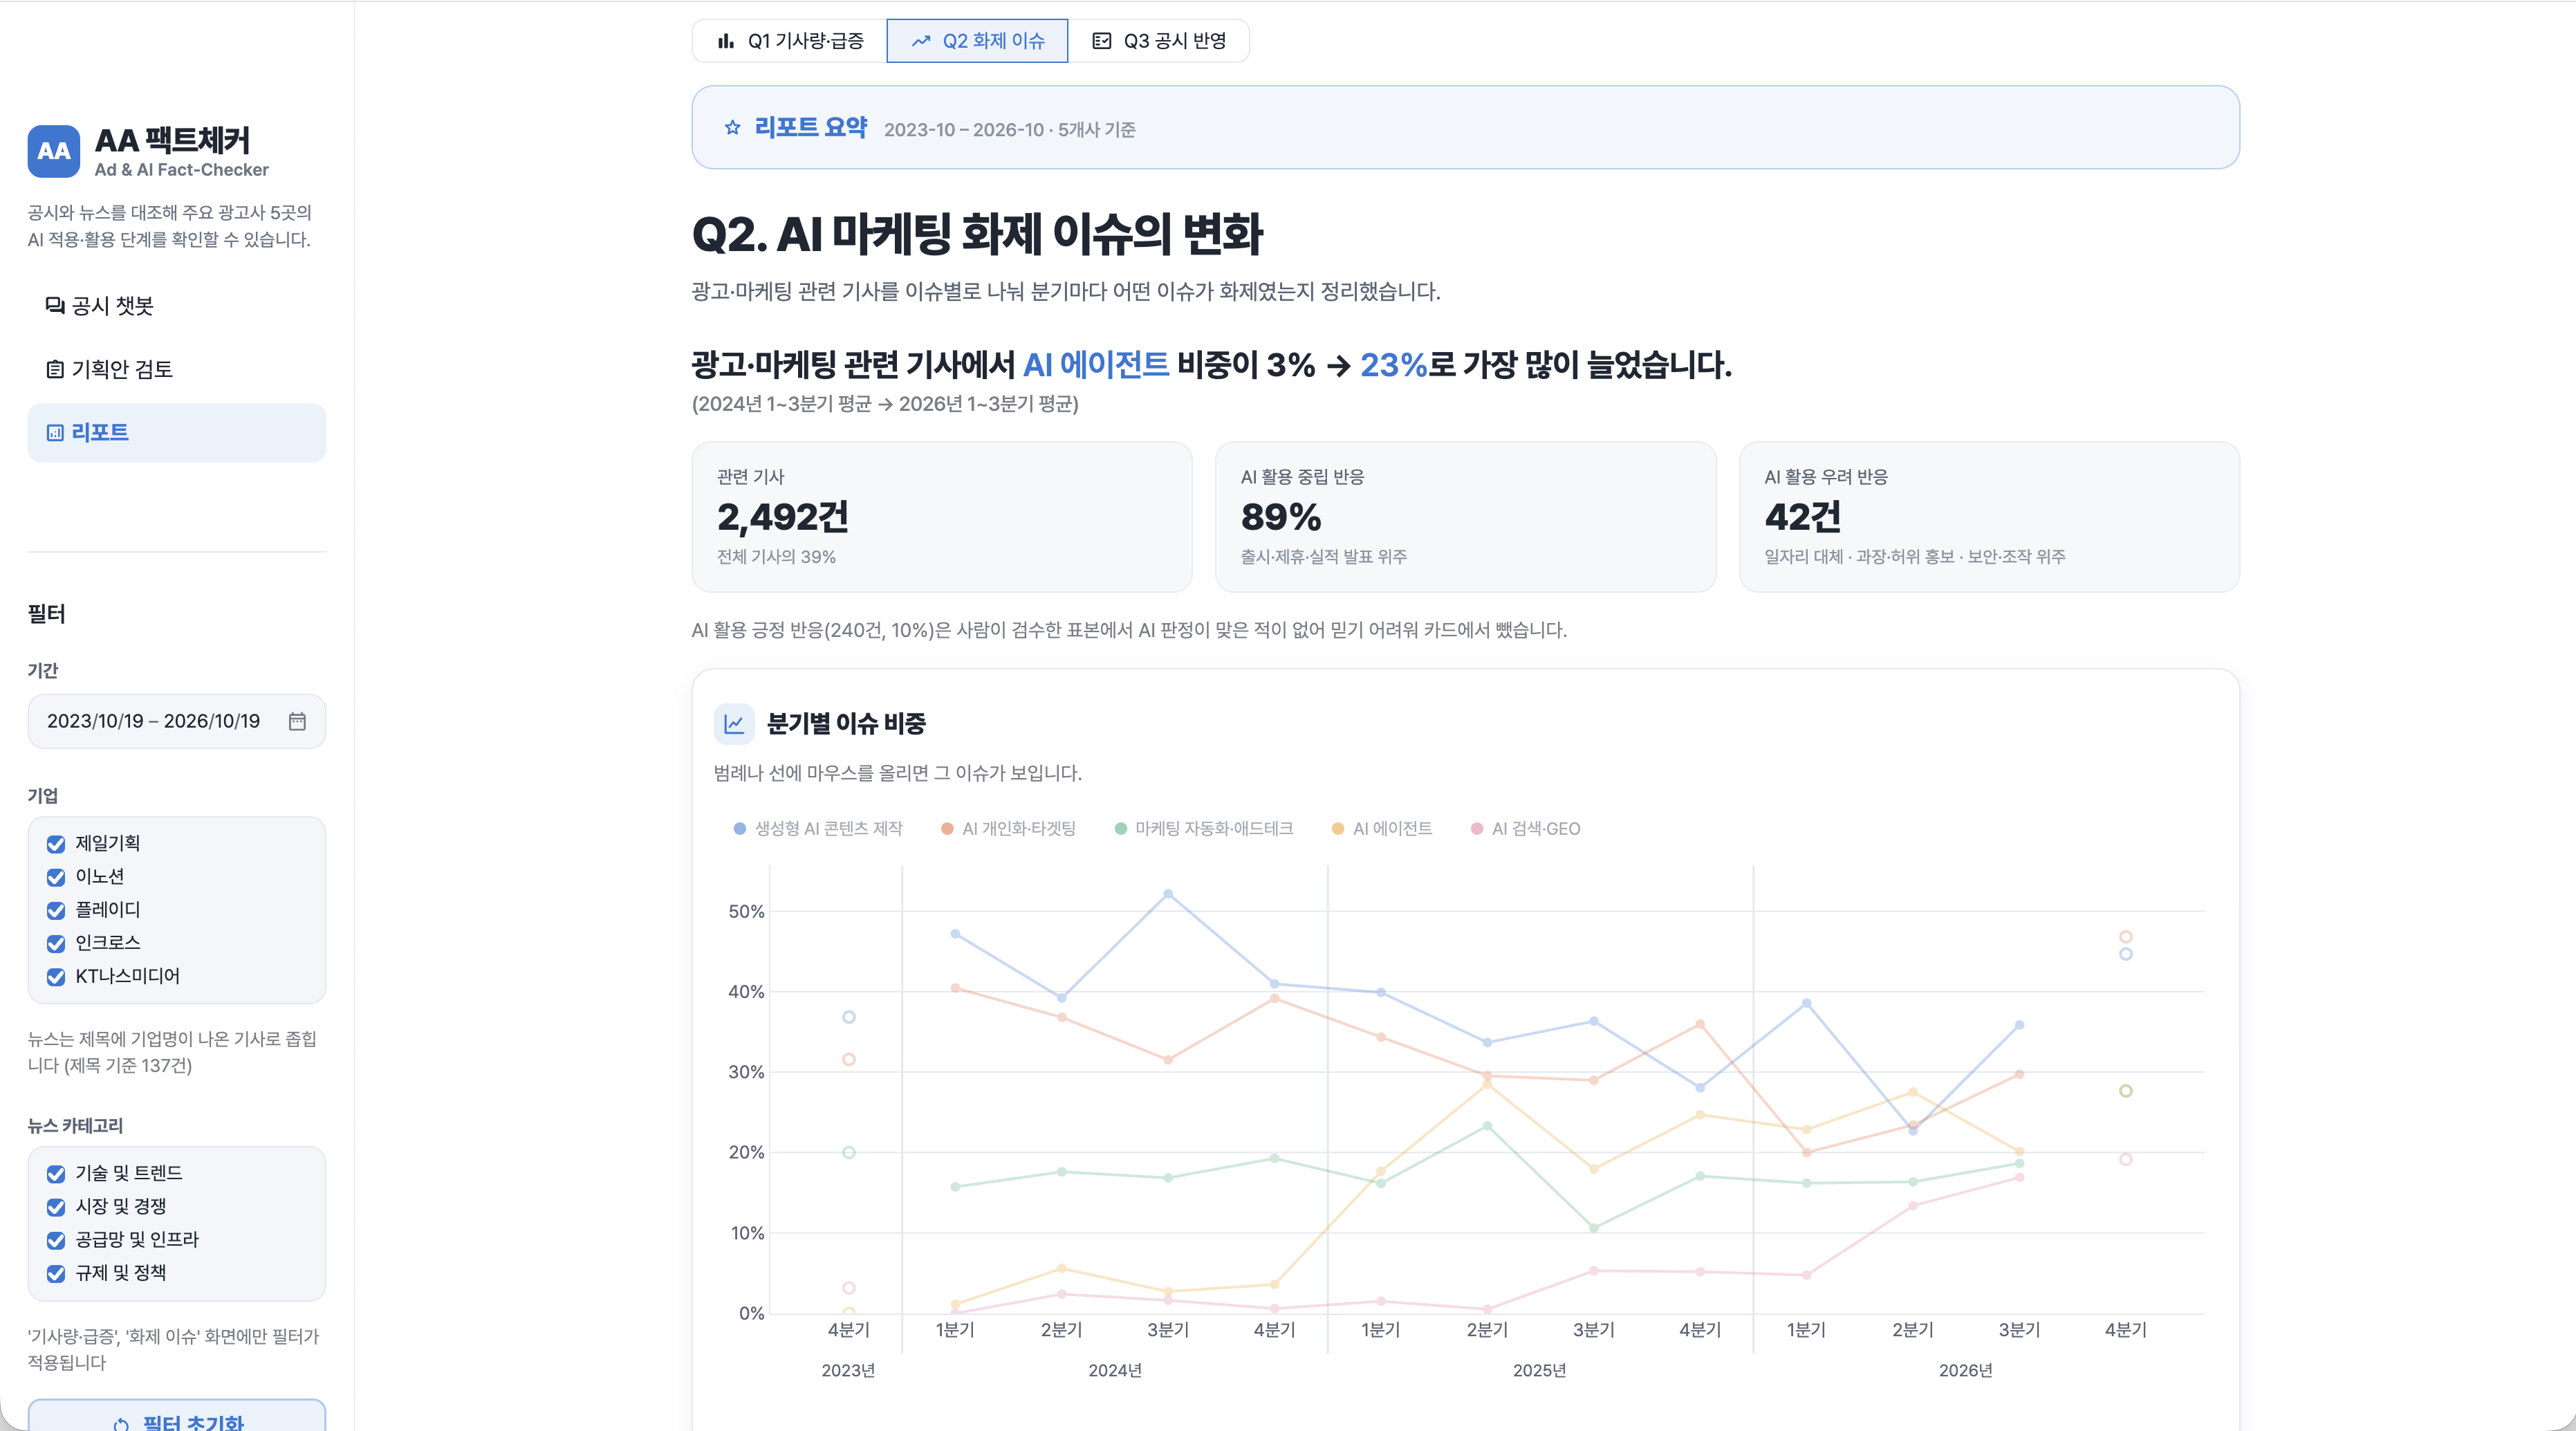 AA
AA 팩트체커
Ad & AI Fact-Checker
공시와 뉴스를 대조해 주요 광고사 5곳의
AI 적용·활용 단계를 확인할 수 있습니다.
공시 챗봇
기획안 검토
리포트
필터
기간
2023/10/19 – 2026/10/19
기업
제일기획
이노션
플레이디
인크로스
KT나스미디어
뉴스는 제목에 기업명이 나온 기사로 좁힙
니다 (제목 기준 137건)
뉴스 카테고리
기술 및 트렌드
시장 및 경쟁
공급망 및 인프라
규제 및 정책
'기사량·급증', '화제 이슈' 화면에만 필터가
적용됩니다
필터 초기화
Q1 기사량·급증
Q2 화제 이슈
Q3 공시 반영
리포트 요약 2023-10 – 2026-10 · 5개사 기준
Q2. AI 마케팅 화제 이슈의 변화
광고·마케팅 관련 기사를 이슈별로 나눠 분기마다 어떤 이슈가 화제였는지 정리했습니다.
광고·마케팅 관련 기사에서 AI 에이전트 비중이 3% → 23%로 가장 많이 늘었습니다.
(2024년 1~3분기 평균 → 2026년 1~3분기 평균)
관련 기사
2,492건
전체 기사의 39%
AI 활용 중립 반응
89%
출시·제휴·실적 발표 위주
AI 활용 우려 반응
42건
일자리 대체 · 과장·허위 홍보 · 보안·조작 위주
AI 활용 긍정 반응(240건, 10%)은 사람이 검수한 표본에서 AI 판정이 맞은 적이 없어 믿기 어려워 카드에서 뺐습니다.
분기별 이슈 비중
범례나 선에 마우스를 올리면 그 이슈가 보입니다.
생성형 AI 콘텐츠 제작 AI 개인화·타겟팅 마케팅 자동화·애드테크 AI 에이전트 AI 검색·GEO
50%
40%
30%
20%
10%
0%
4분기 1분기 2분기 3분기 4분기 1분기 2분기 3분기 4분기 1분기 2분기 3분기 4분기
2023년 2024년 2025년 2026년